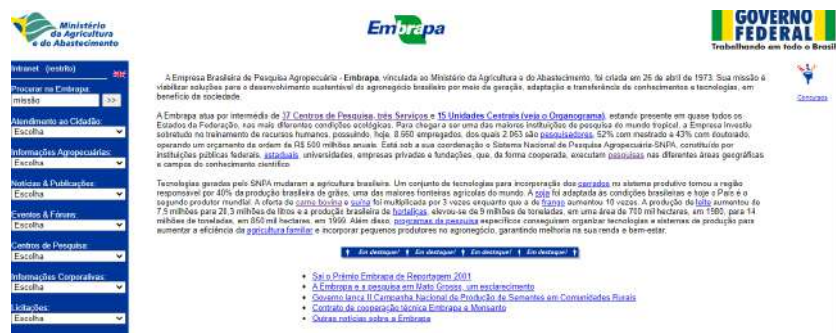 Ministério
da Agricultura
e do Abastecimento
Embrapa
GOVERNO
FEDERAL
Trabalhando em todo o Brasil
Intranet (restrito)
Procurar na Embrapa:
missão >>
Atendimento ao Cidadão:
Escolha
Informações Agropecuárias:
Escolha
Notícias & Publicações:
Escolha
Eventos & Fóruns:
Escolha
Centros de Pesquisa:
Escolha
Informações Corporativas:
Escolha
Licitações:
Escolha
A Empresa Brasileira de Pesquisa Agropecuária - Embrapa, vinculada ao Ministério da Agricultura e do Abastecimento, foi criada em 26 de abril de 1973. Sua missão é
viabilizar soluções para o desenvolvimento sustentável do agronegócio brasileiro por meio de geração, adaptação e transferência de conhecimentos e tecnologias, em
benefício da sociedade.
A Embrapa atua por intermédio de 37 Centros de Pesquisa, três Serviços e 15 Unidades Centrais (veja o Organograma), estando presente em quase todos os
Estados da Federação, nas mais diferentes condições ecológicas. Para chegar a ser uma das maiores instituições de pesquisa do mundo tropical, a Empresa investiu
sobretudo no treinamento de recursos humanos, possuindo, hoje, 8.660 empregados, dos quais 2.063 são pesquisadores, 52% com mestrado e 43% com doutorado,
operando um orçamento da ordem de R$ 500 milhões anuais. Está sob a sua coordenação o Sistema Nacional de Pesquisa Agropecuária-SNPA, constituído por
instituições públicas federais, estaduais, universidades, empresas privadas e fundações, que, de forma cooperada, executam pesquisas nas diferentes áreas geográficas
e campos do conhecimento científico.
Tecnologias geradas pelo SNPA mudaram a agricultura brasileira. Um conjunto de tecnologias para incorporação dos cerrados no sistema produtivo tornou a região
responsável por 40% da produção brasileira de grãos, uma das maiores fronteiras agrícolas do mundo. A soja foi adaptada às condições brasileiras e hoje o País é o
segundo produtor mundial. A oferta de carne bovina e suína foi multiplicada por 3 vezes enquanto que a de frango aumentou 10 vezes. A produção de leite aumentou de
7,9 milhões para 28,3 milhões de litros e a produção brasileira de hortaliças, elevou-se de 9 milhões de toneladas, em uma área de 700 mil hectares, em 1980, para 14
milhões de toneladas, em 860 mil hectares, em 1999. Além disso, programas de pesquisa específicos conseguiram organizar tecnologias e sistemas de produção para
aumentar a eficiência da agricultura familiar e incorporar pequenos produtores no agronegócio, garantindo melhoria na sua renda e bem-estar.
Em destaque! Em destaque! Em destaque! Em destaque!
Sai o Prêmio Embrapa de Reportagem 2001
A Embrapa e a pesquisa em Mato Grosso, um esclarecimento
Governo lança II Campanha Nacional de Produção de Sementes em Comunidades Rurais
Contrato de cooperação técnica Embrapa e Monsanto
Outras notícias sobre a Embrapa